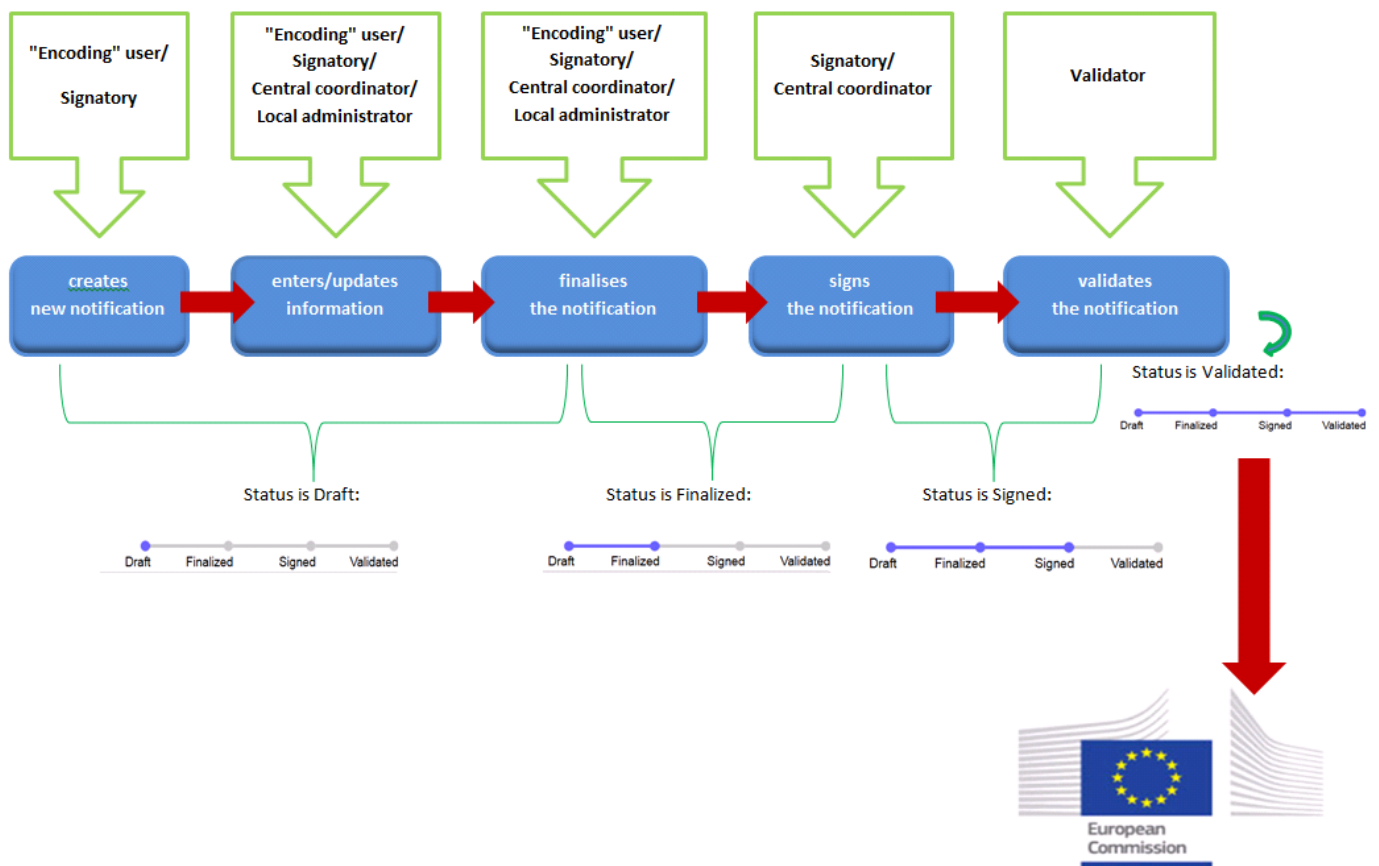 "Encoding" user/
Signatory
"Encoding" user/
Signatory/
Central coordinator/
Local administrator
"Encoding" user/
Signatory/
Central coordinator/
Local administrator
Signatory/
Central coordinator
Validator
creates
new notification
enters/updates
information
finalises
the notification
signs
the notification
validates
the notification
Status is Validated:
Draft Finalized Signed Validated
Status is Draft:
Draft Finalized Signed Validated
Status is Finalized:
Draft Finalized Signed Validated
Status is Signed:
Draft Finalized Signed Validated
European
Commission